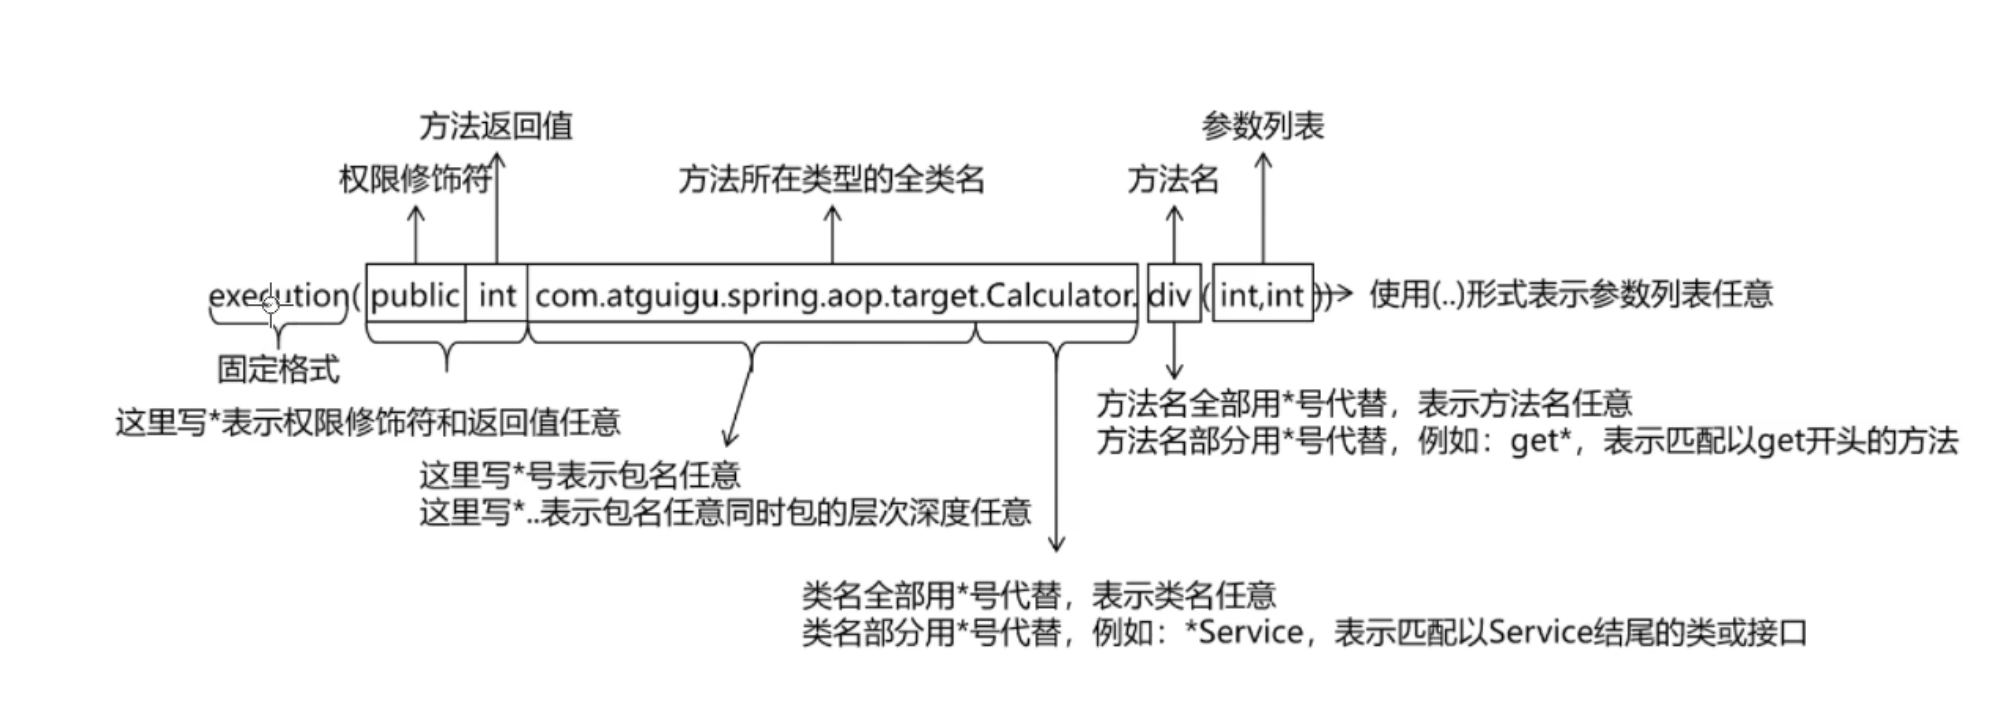 方法返回值
参数列表
权限修饰符
方法所在类型的全类名
方法名
execution(public int com.atguigu.spring.aop.target.Calculator.div(int,int))
使用(..)形式表示参数列表任意
固定格式
这里写*表示权限修饰符和返回值任意
方法名全部用*号代替，表示方法名任意
方法名部分用*号代替，例如：get*，表示匹配以get开头的方法
这里写*号表示包名任意
这里写*..表示包名任意同时包的层次深度任意
类名全部用*号代替，表示类名任意
类名部分用*号代替，例如：*Service，表示匹配以Service结尾的类或接口